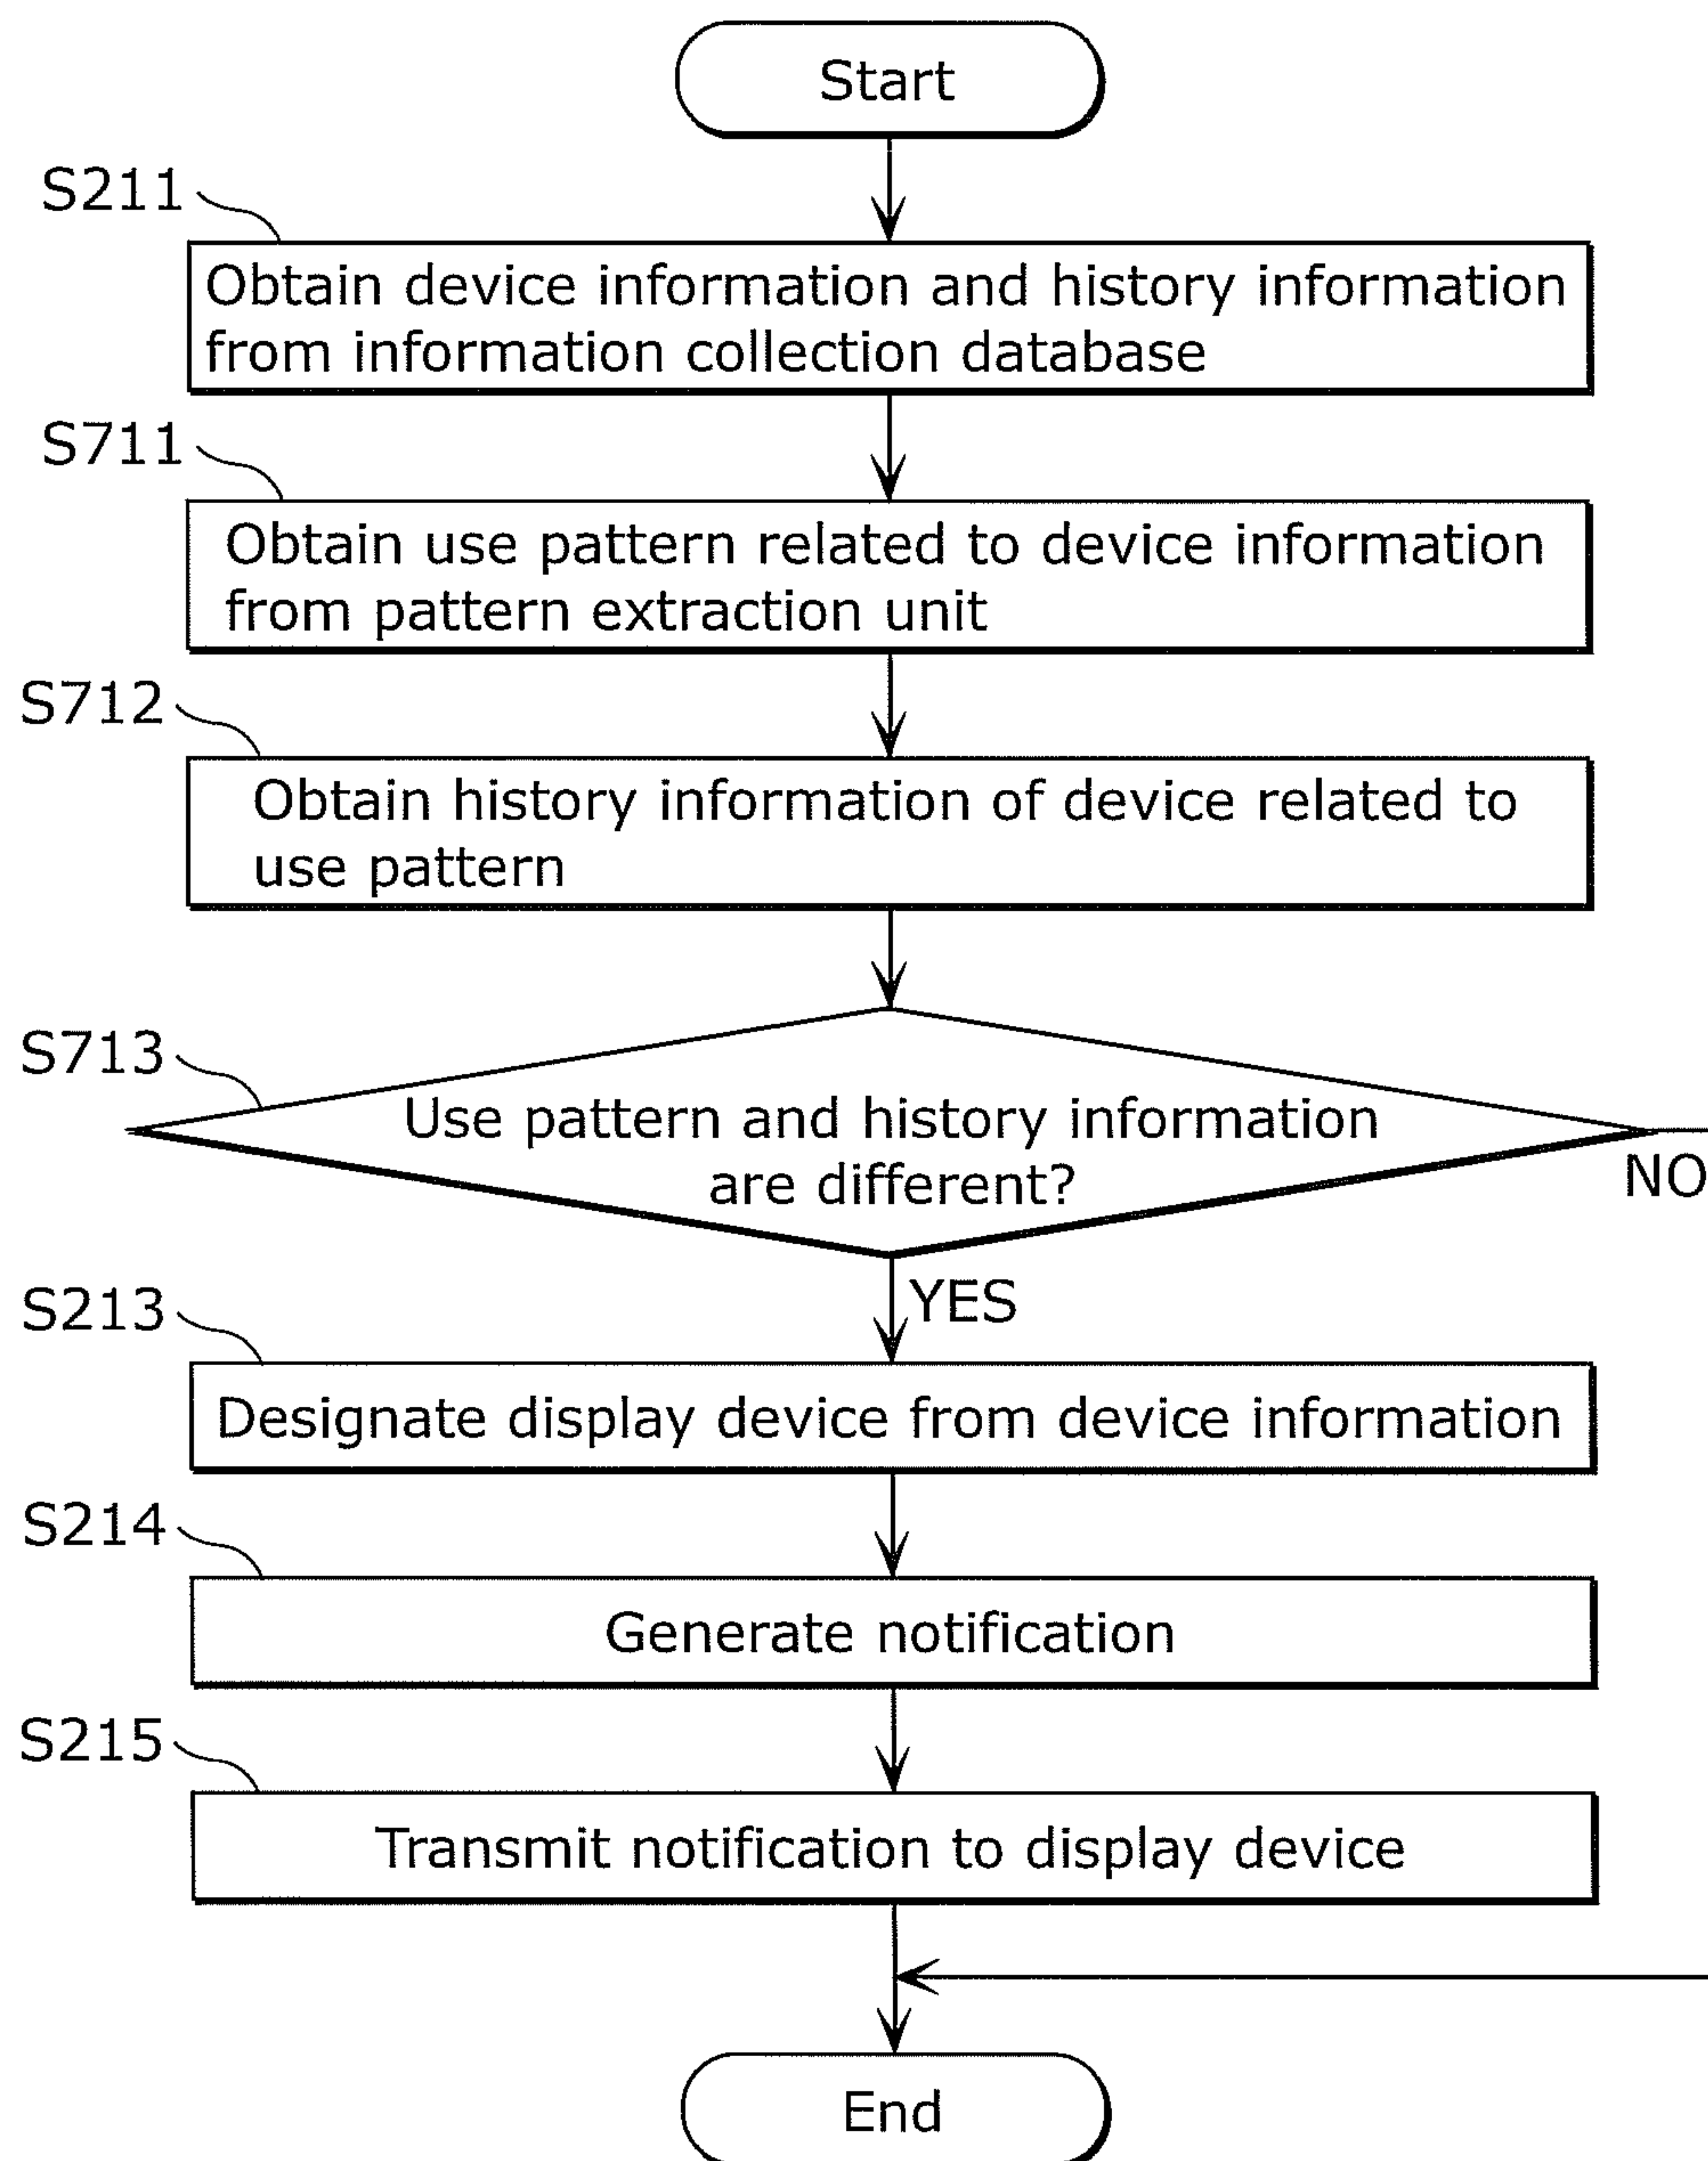 Start
S211
Obtain device information and history information
from information collection database
S711
Obtain use pattern related to device information
from pattern extraction unit
S712
Obtain history information of device related to
use pattern
S713
Use pattern and history information
are different?
NO
YES
S213
Designate display device from device information
S214
Generate notification
S215
Transmit notification to display device
End